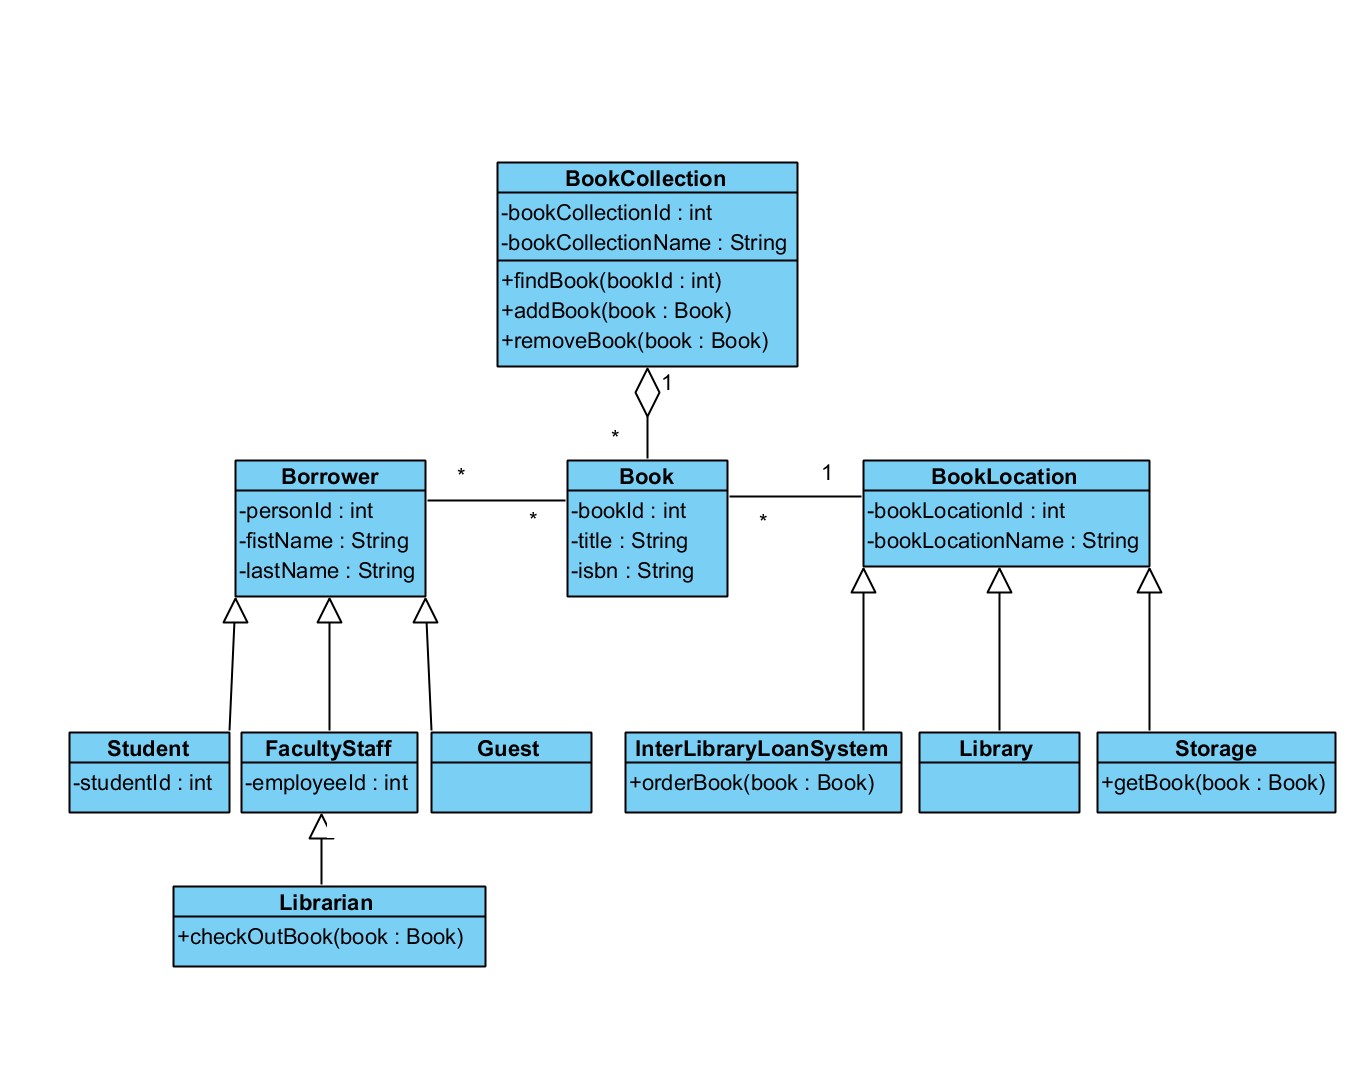 BookCollection
-bookCollectionId : int
-bookCollectionName : String
+findBook(bookId : int)
+addBook(book : Book)
+removeBook(book : Book)
1
*
Borrower
-personId : int
-fistName : String
-lastName : String
*
*
Book
-bookId : int
-title : String
-isbn : String
1
*
BookLocation
-bookLocationId : int
-bookLocationName : String
Student
-studentId : int
FacultyStaff
-employeeId : int
Guest
InterLibraryLoanSystem
+orderBook(book : Book)
Library
Storage
+getBook(book : Book)
Librarian
+checkOutBook(book : Book)